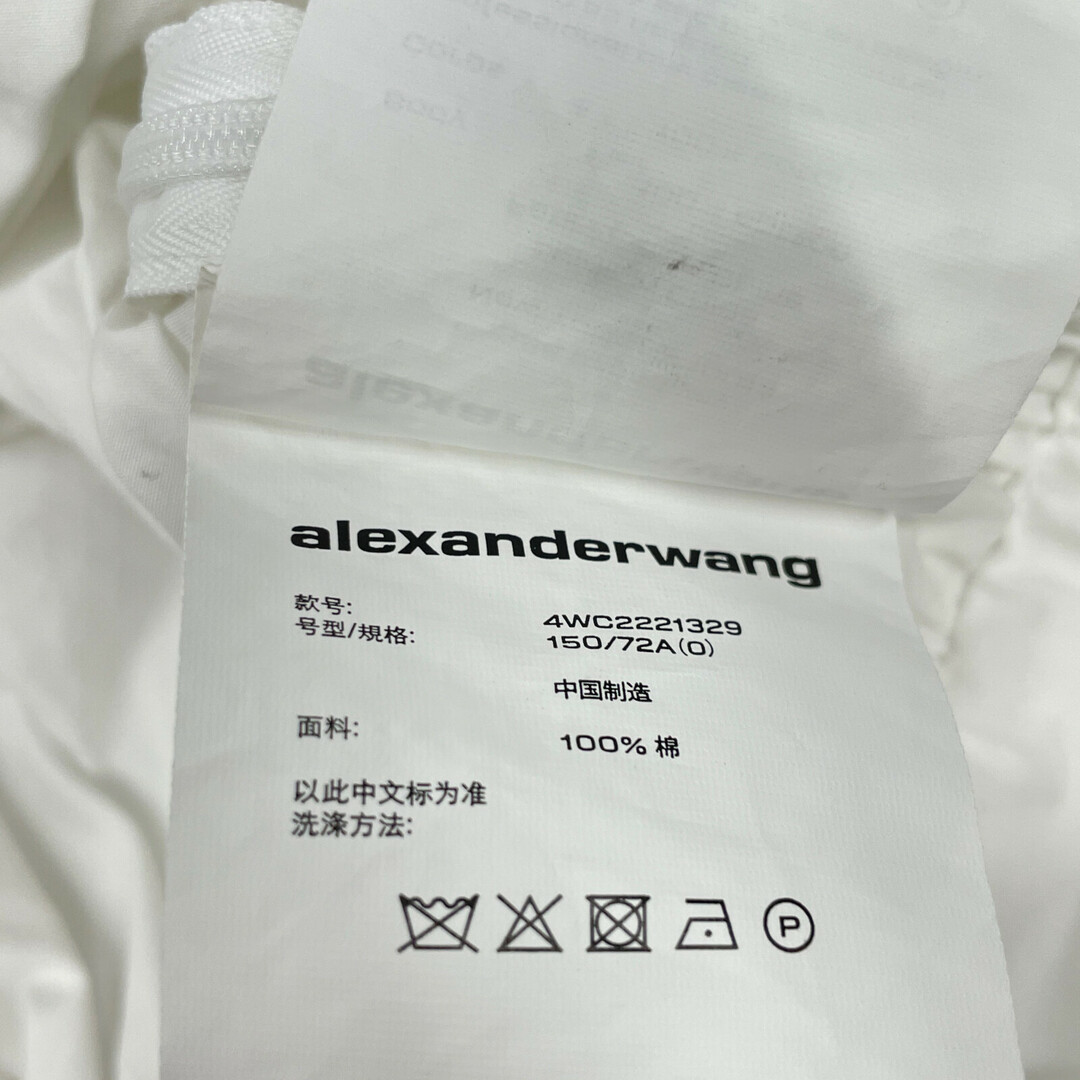 alexanderwang
款号: 4WC2221329
号型/規格: 150/72A(0)
中国制造
面料: 100% 棉
以此中文标为准
洗涤方法:
P